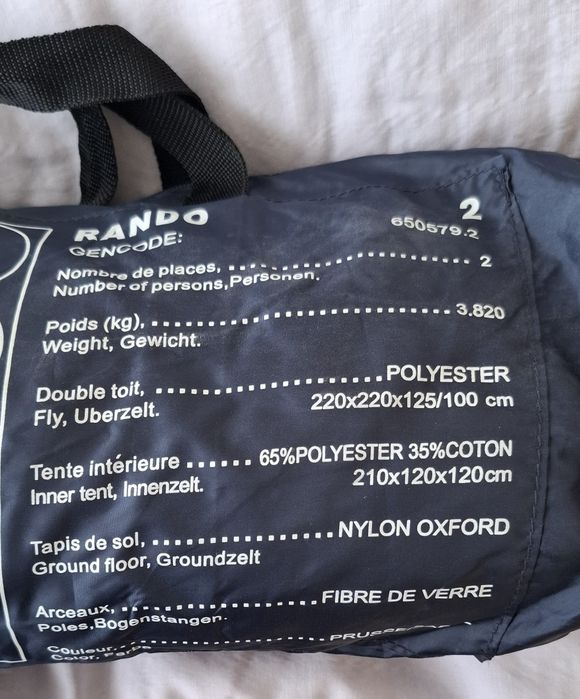 RANDO 2
GENCODE: 650579.2
Nombre de places, 2
Number of persons,Personen.
Poids (kg), 3.820
Weight, Gewicht.
Double toit, POLYESTER
Fly, Uberzelt. 220x220x125/100 cm
Tente intérieure 65%POLYESTER 35%COTON
Inner tent, Innenzelt. 210x120x120cm
Tapis de sol, NYLON OXFORD
Ground floor, Groundzelt
Arceaux, FIBRE DE VERRE
Poles,Bogenstangen.
Couleur
Color,